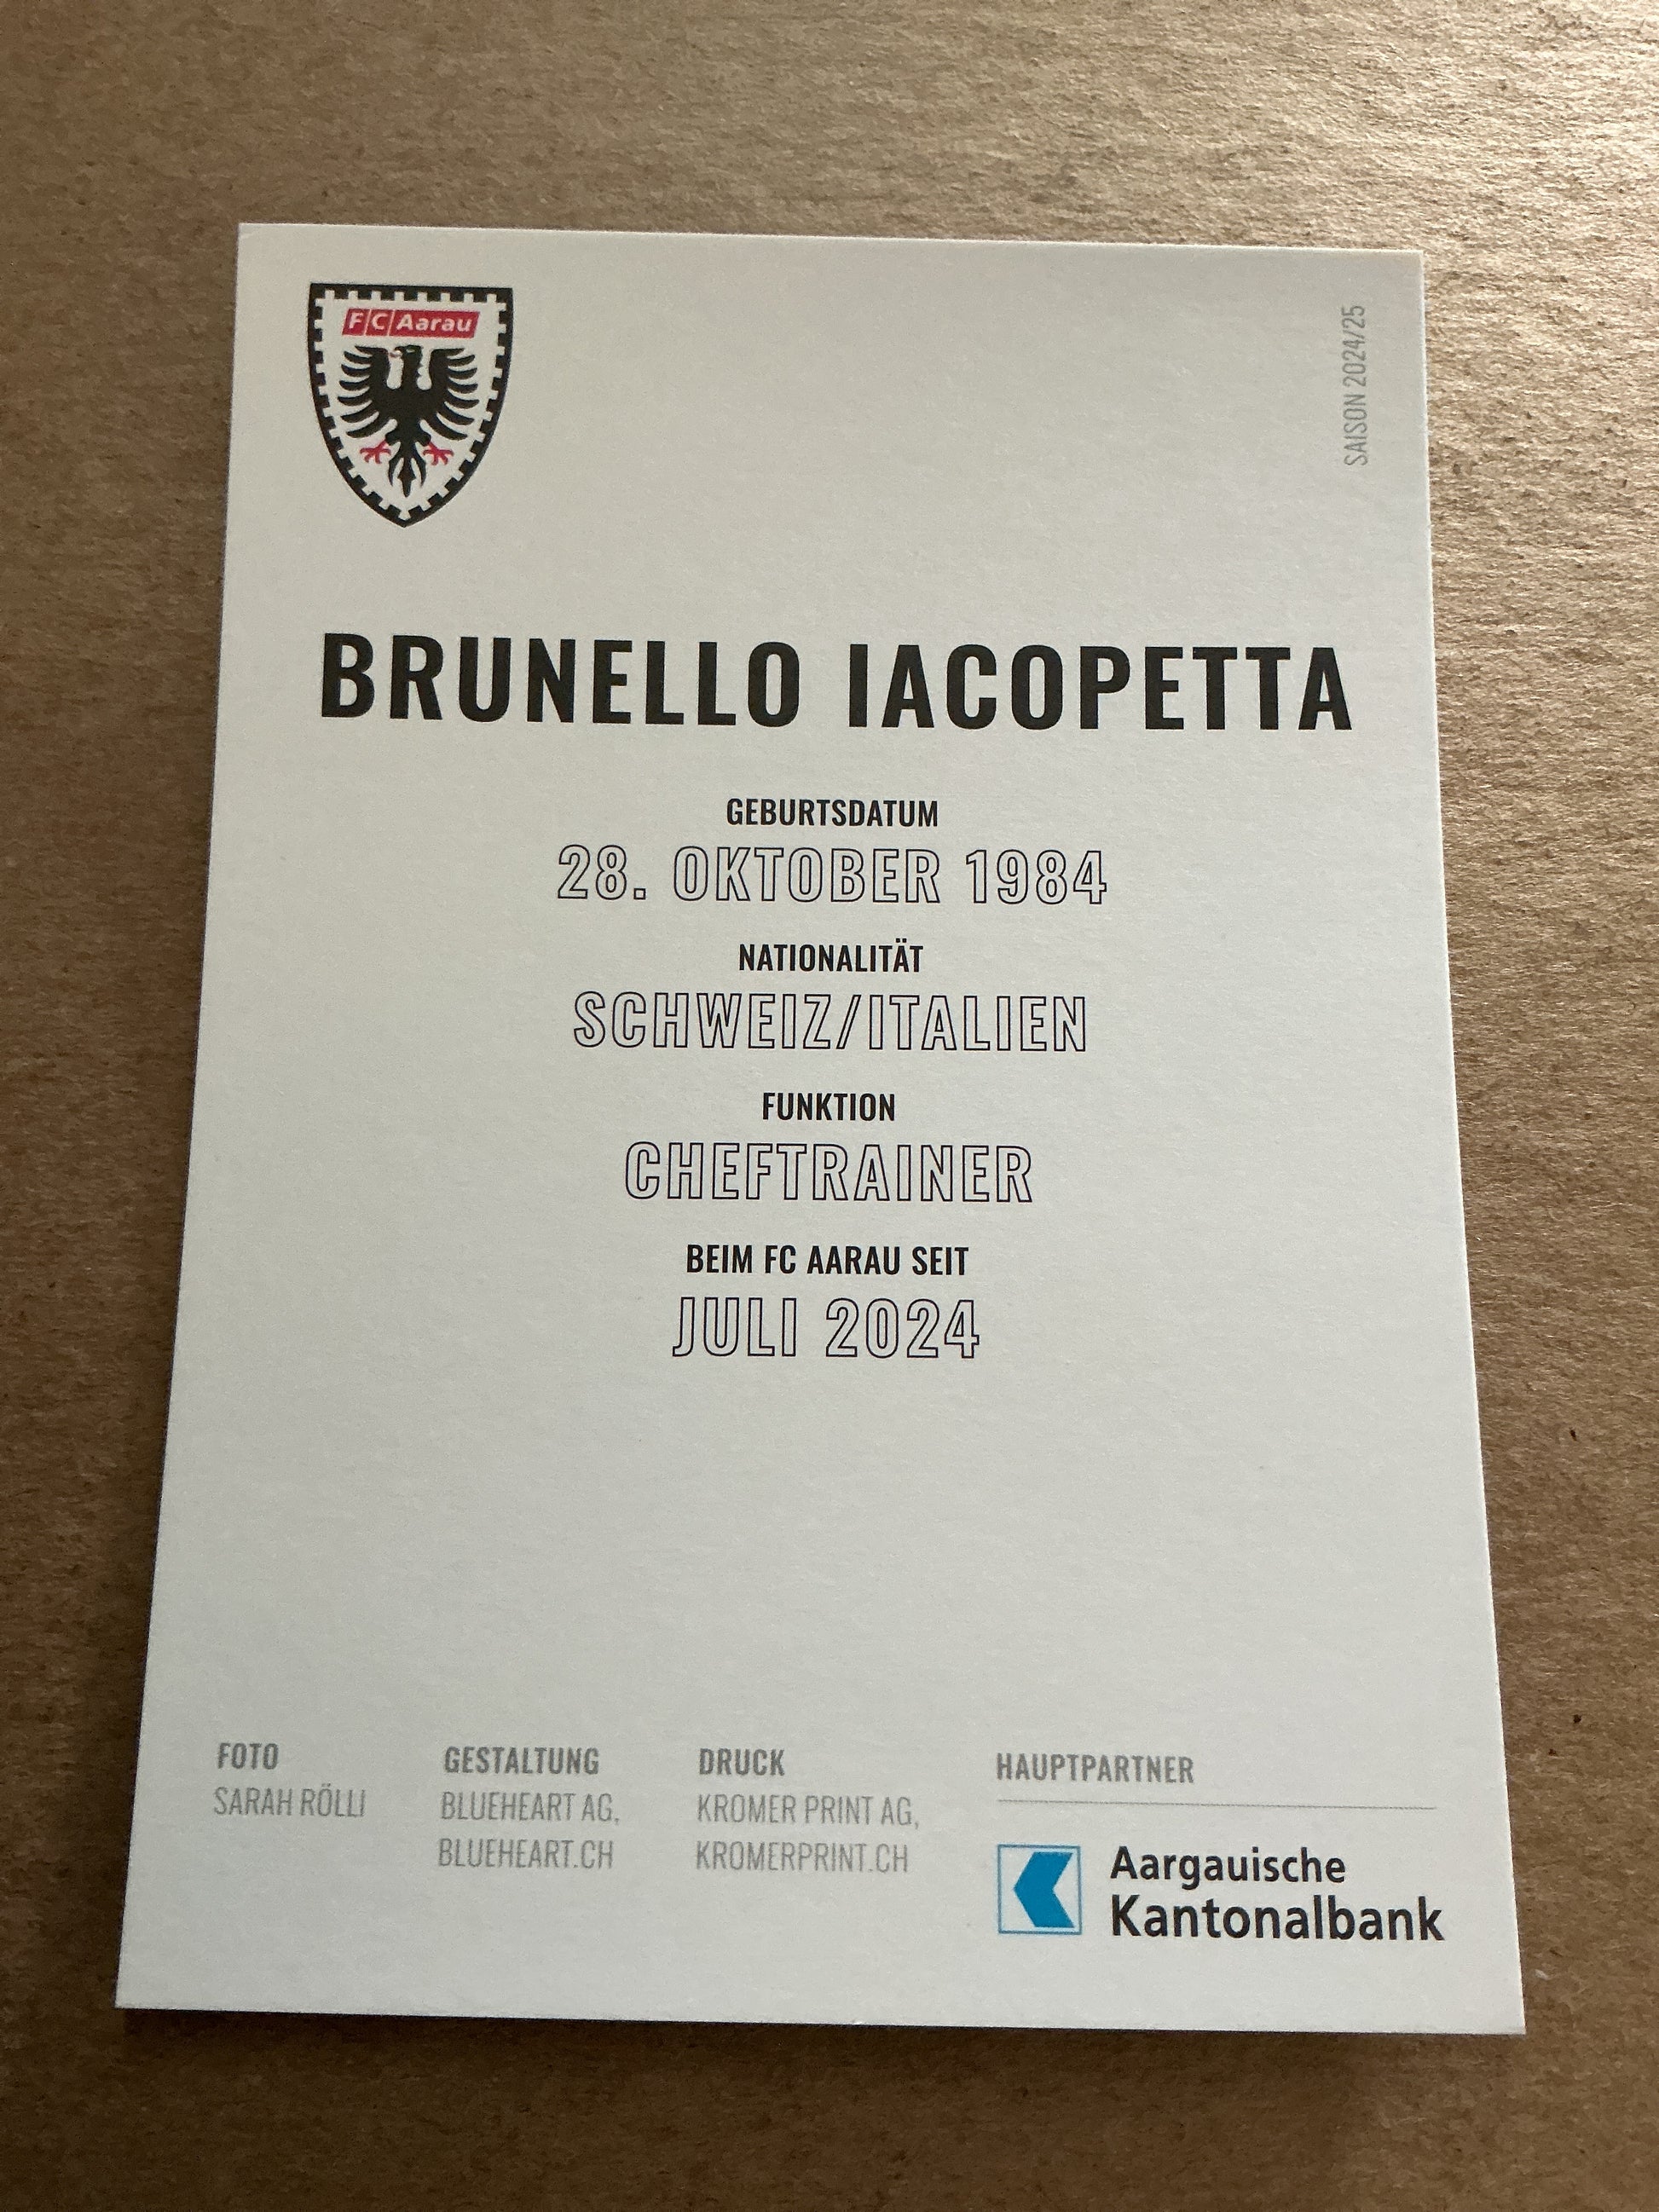 FC Aarau
SAISON 2024/25
BRUNELLO IACOPETTA
GEBURTSDATUM
28. OKTOBER 1984
NATIONALITÄT
SCHWEIZ/ITALIEN
FUNKTION
CHEFTRAINER
BEIM FC AARAU SEIT
JULI 2024
FOTO
SARAH RÖLLI
GESTALTUNG
BLUEHEART AG,
BLUEHEART.CH
DRUCK
KROMER PRINT AG,
KROMERPRINT.CH
HAUPTPARTNER
Aargauische
Kantonalbank